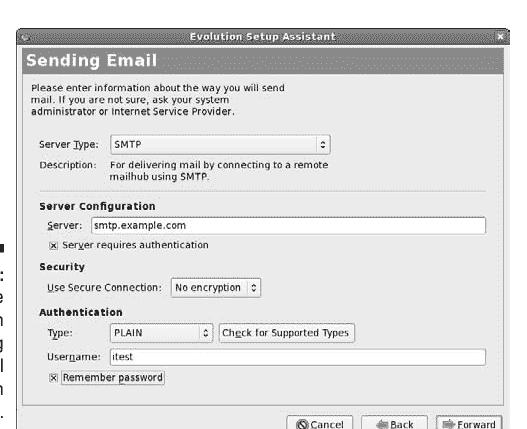 Evolution Setup Assistant
Sending Email
Please enter information about the way you will send
mail. If you are not sure, ask your system
administrator or Internet Service Provider.
Server Type: SMTP
Description: For delivering mail by connecting to a remote
mailhub using SMTP.
Server Configuration
Server: smtp.example.com
Server requires authentication
Security
Use Secure Connection: No encryption
Authentication
Type: PLAIN Check for Supported Types
Username: itest
Remember password
Cancel Back Forward